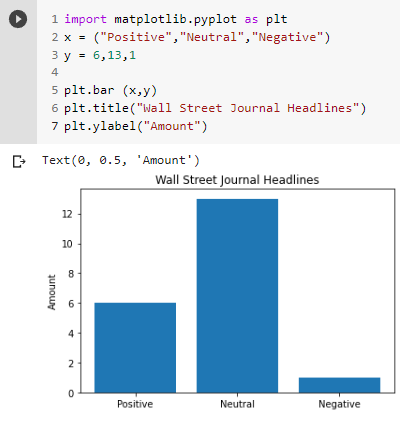 1 import matplotlib.pyplot as plt
2 x = ("Positive","Neutral","Negative")
3 y = 6,13,1
4
5 plt.bar (x,y)
6 plt.title("Wall Street Journal Headlines")
7 plt.ylabel("Amount")
Text(0, 0.5, 'Amount')
Wall Street Journal Headlines
12
10
8
6
4
2
0
Amount
Positive Neutral Negative